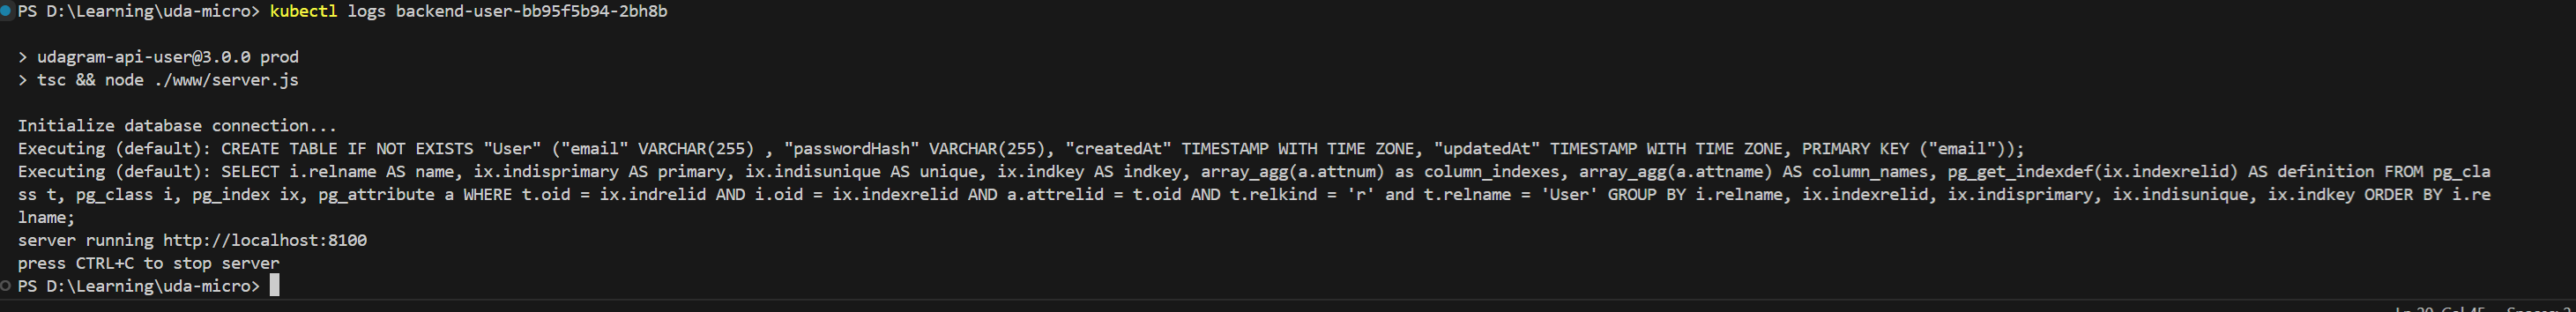 PS D:\Learning\uda-micro> kubectl logs backend-user-bb95f5b94-2bh8b
> udagram-api-user@3.0.0 prod
> tsc && node ./www/server.js
Initialize database connection...
Executing (default): CREATE TABLE IF NOT EXISTS "User" ("email" VARCHAR(255) , "passwordHash" VARCHAR(255), "createdAt" TIMESTAMP WITH TIME ZONE, "updatedAt" TIMESTAMP WITH TIME ZONE, PRIMARY KEY ("email"));
Executing (default): SELECT i.relname AS name, ix.indisprimary AS primary, ix.indisunique AS unique, ix.indkey AS indkey, array_agg(a.attnum) as column_indexes, array_agg(a.attname) AS column_names, pg_get_indexdef(ix.indexrelid) AS definition FROM pg_cla
ss t, pg_class i, pg_index ix, pg_attribute a WHERE t.oid = ix.indrelid AND i.oid = ix.indexrelid AND a.attrelid = t.oid AND t.relkind = 'r' and t.relname = 'User' GROUP BY i.relname, ix.indexrelid, ix.indisprimary, ix.indisunique, ix.indkey ORDER BY i.re
lname;
server running http://localhost:8100
press CTRL+C to stop server
PS D:\Learning\uda-micro>